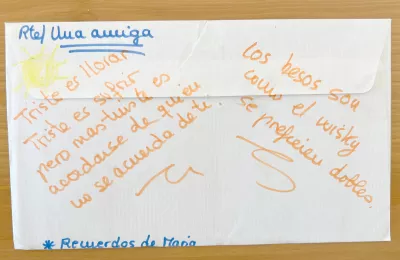 Rte/ Una amiga
Triste es llorar
Triste es sufrir
pero mas triste es
acordarse de quien
no se acuerda de ti.
Los besos son
como el wisky
se prefieren dobles.
* Recuerdos de Maria